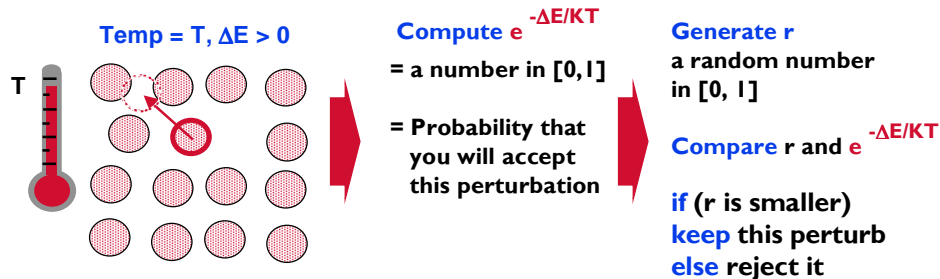 Temp = T, ΔE > 0
T
Compute e^-ΔE/KT
= a number in [0,1]
= Probability that
you will accept
this perturbation
Generate r
a random number
in [0, 1]
Compare r and e^-ΔE/KT
if (r is smaller)
keep this perturb
else reject it